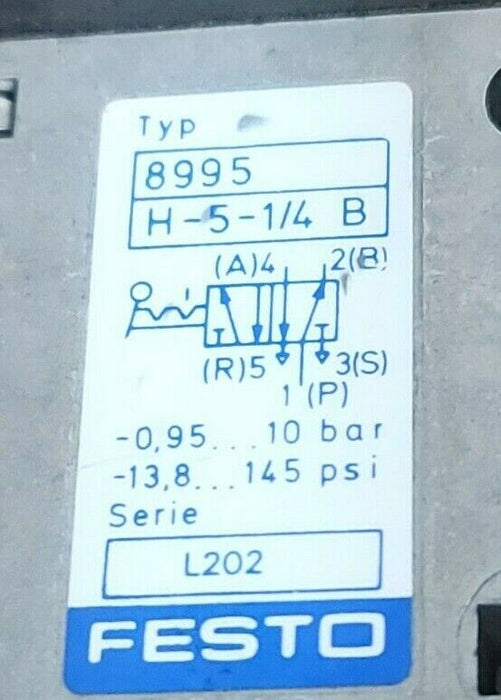 Typ
8995
H-5-1/4 B
(A)4 2(B)
(R)5 3(S)
1 (P)
-0,95...10 bar
-13,8...145 psi
Serie
L202
FESTO